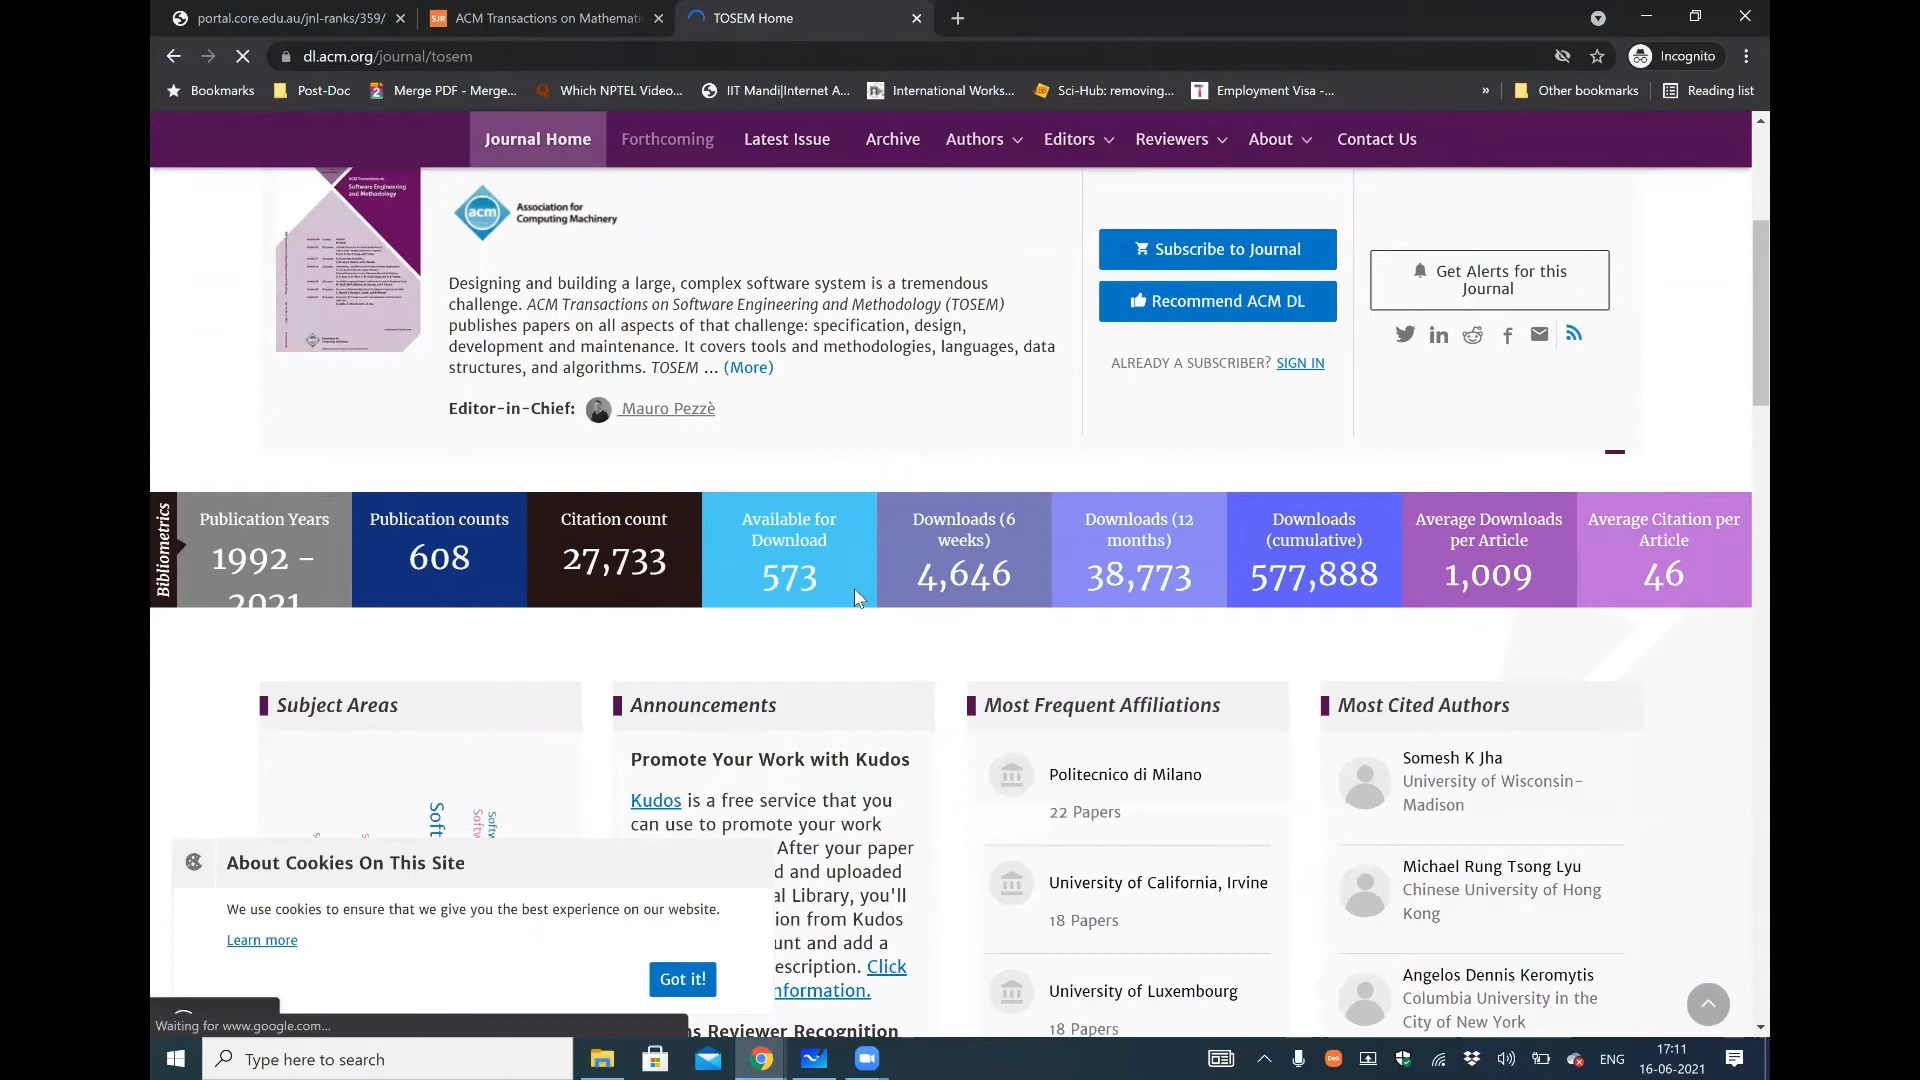 portal.core.edu.au/jnl-ranks/359/
SJR
ACM Transactions on Mathemati
TOSEM Home
dl.acm.org/journal/tosem
Incognito
Bookmarks
Post-Doc
Merge PDF - Merge...
Which NPTEL Video...
IIT Mandi|Internet A...
International Works...
Sci-Hub: removing...
Employment Visa -...
»
Other bookmarks
Reading list
Journal Home
Forthcoming
Latest Issue
Archive
Authors
Editors
Reviewers
About
Contact Us
Software Engineering
and Methodology
acm
Association for
Computing Machinery
Designing and building a large, complex software system is a tremendous
challenge. ACM Transactions on Software Engineering and Methodology (TOSEM)
publishes papers on all aspects of that challenge: specification, design,
development and maintenance. It covers tools and methodologies, languages, data
structures, and algorithms. TOSEM ... (More)
Editor-in-Chief: Mauro Pezzè
Subscribe to Journal
Recommend ACM DL
ALREADY A SUBSCRIBER? SIGN IN
Get Alerts for this
Journal
Bibliometrics
Publication Years
1992 -
2021
Publication counts
608
Citation count
27,733
Available for
Download
573
Downloads (6
weeks)
4,646
Downloads (12
months)
38,773
Downloads
(cumulative)
577,888
Average Downloads
per Article
1,009
Average Citation per
Article
46
Subject Areas
Soft
Softw
Softw
Announcements
Promote Your Work with Kudos
Kudos is a free service that you
can use to promote your work
After your paper
d and uploaded
al Library, you'll
ion from Kudos
unt and add a
escription. Click
nformation.
ns Reviewer Recognition
Most Frequent Affiliations
Politecnico di Milano
22 Papers
University of California, Irvine
18 Papers
University of Luxembourg
18 Papers
Most Cited Authors
Somesh K Jha
University of Wisconsin-
Madison
Michael Rung Tsong Lyu
Chinese University of Hong
Kong
Angelos Dennis Keromytis
Columbia University in the
City of New York
About Cookies On This Site
We use cookies to ensure that we give you the best experience on our website.
Learn more
Got it!
Waiting for www.google.com...
Type here to search
ENG
17:11
16-06-2021